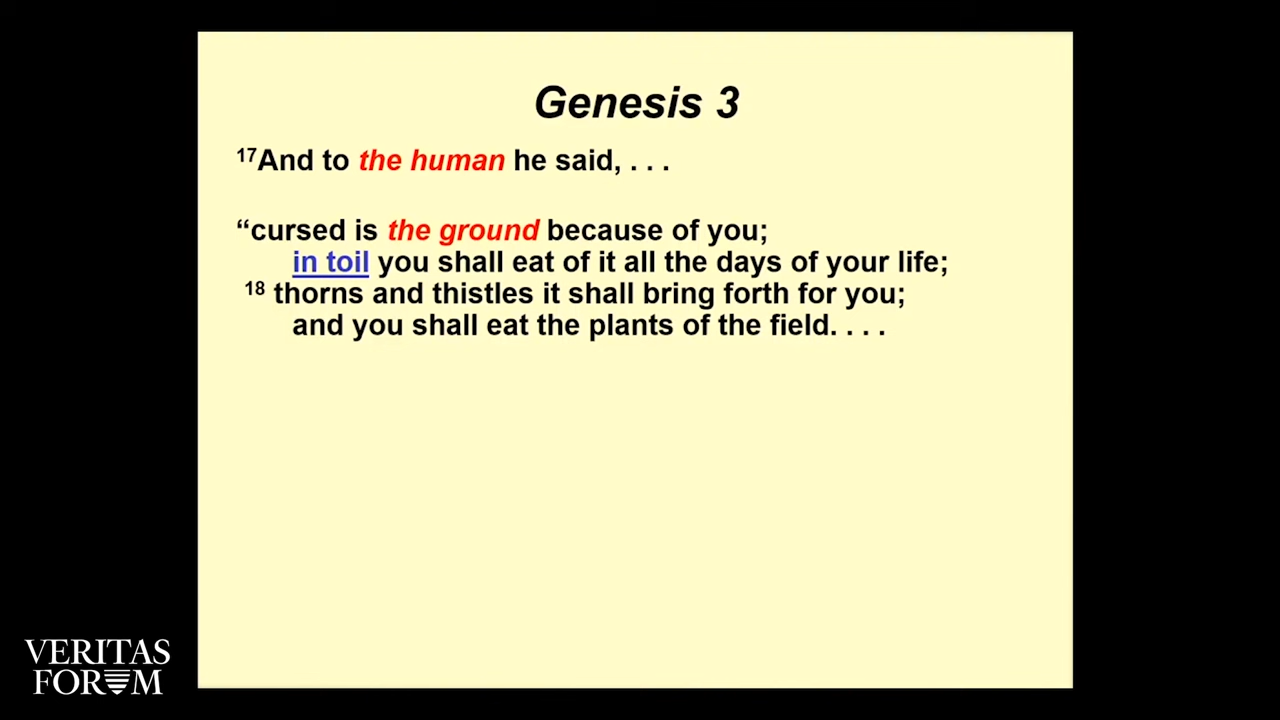 Genesis 3
17And to the human he said, . . .
“cursed is the ground because of you;
in toil you shall eat of it all the days of your life;
18 thorns and thistles it shall bring forth for you;
and you shall eat the plants of the field. . . .
VERITAS
FORUM